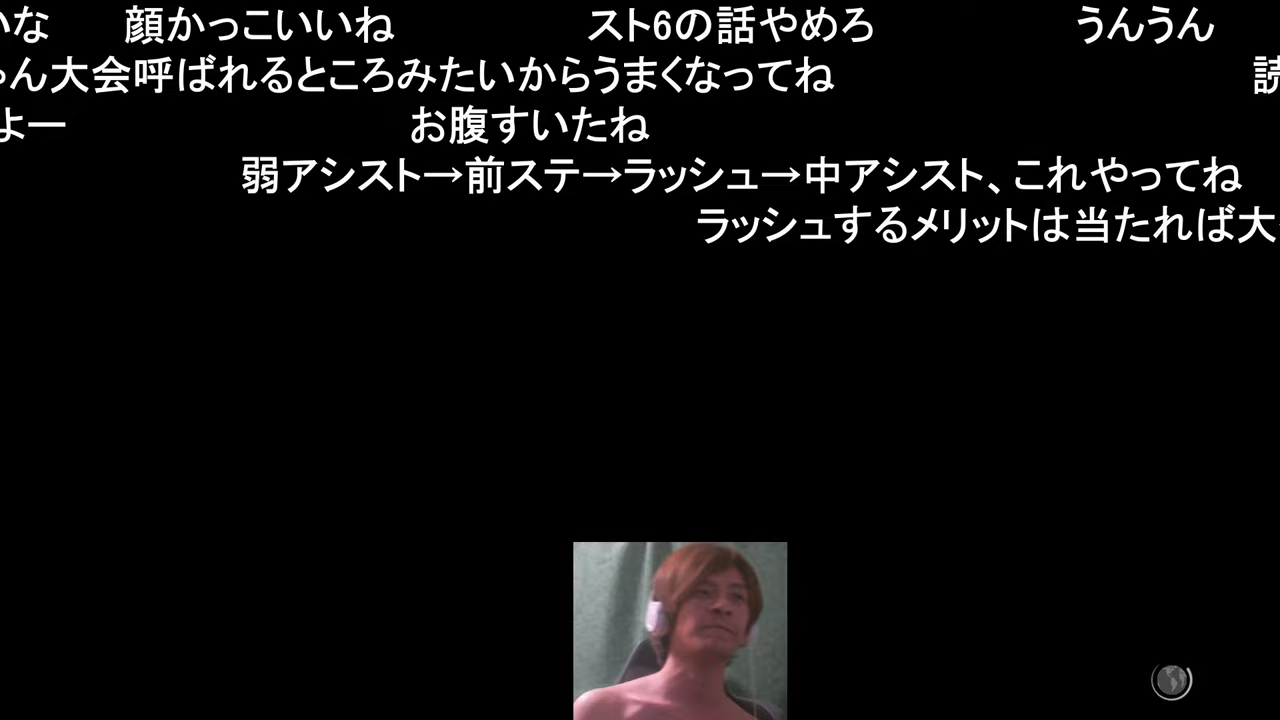 いな 顔かっこいいね スト6の話やめろ うんうん
ゃん大会呼ばれるところみたいからうまくなってね 読
よー お腹すいたね
弱アシスト→前ステ→ラッシュ→中アシスト、これやってね
ラッシュするメリットは当たれば大